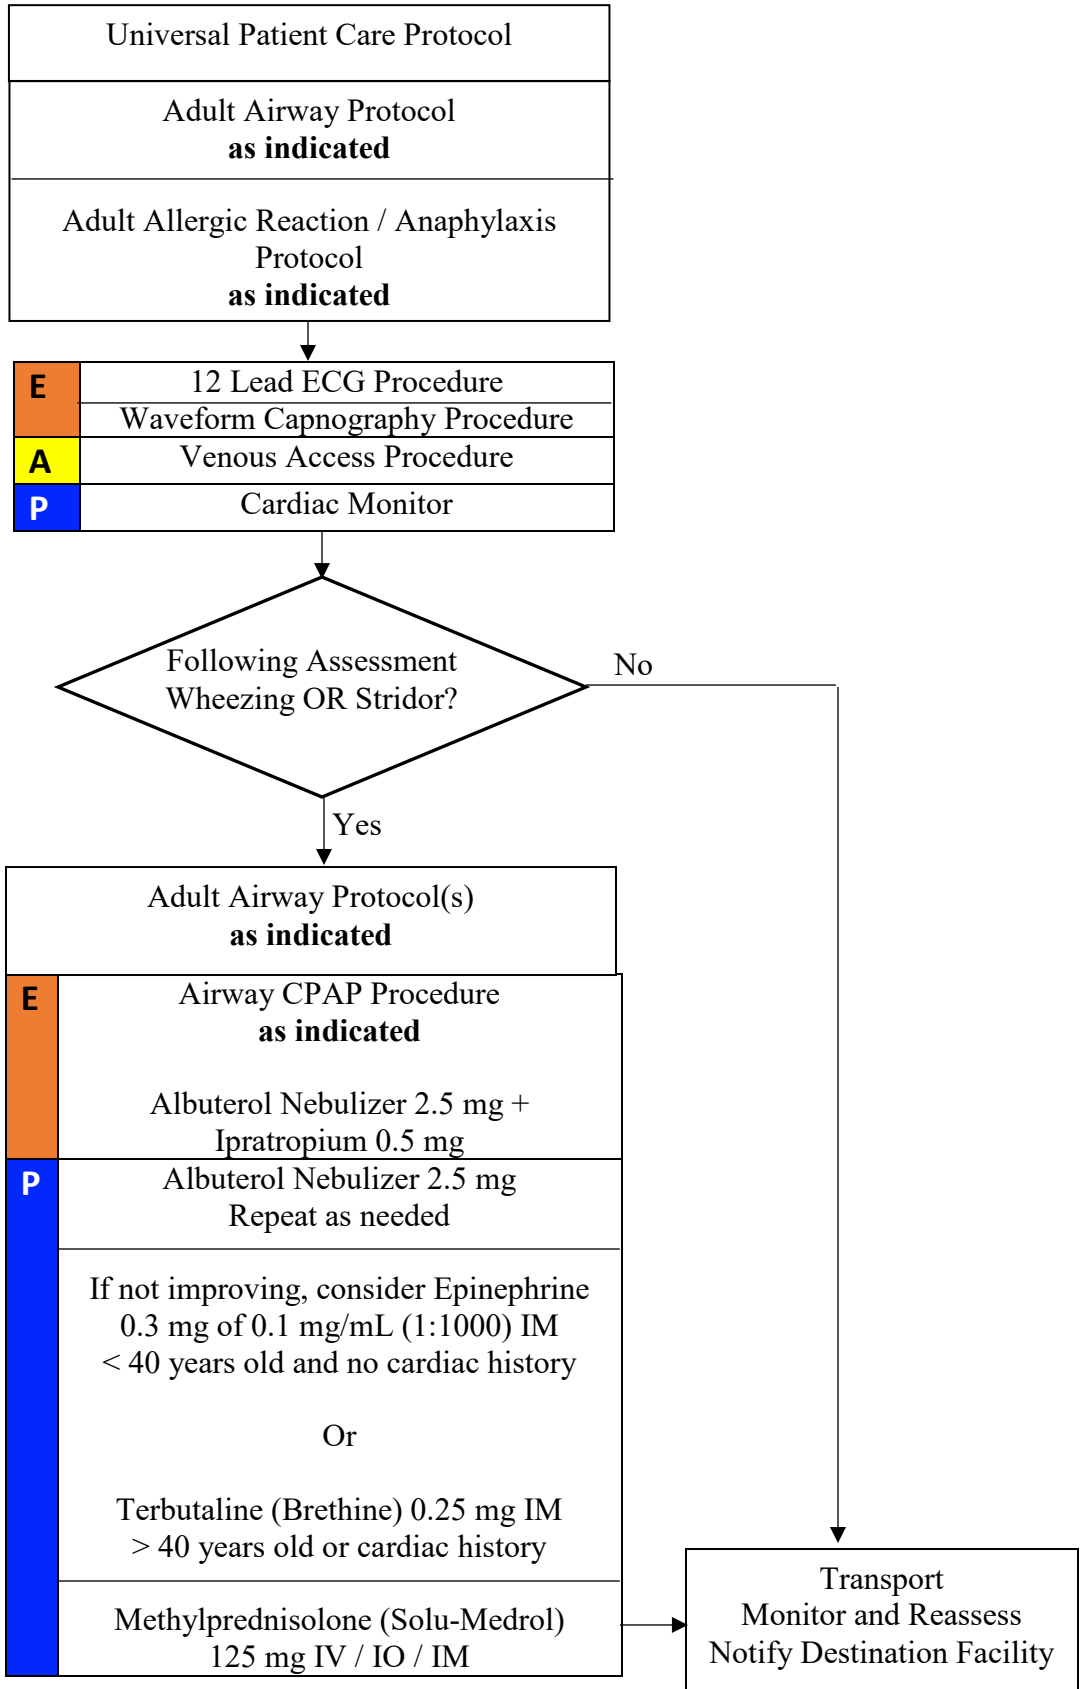 Universal Patient Care Protocol
Adult Airway Protocol
as indicated
Adult Allergic Reaction / Anaphylaxis
Protocol
as indicated
E
12 Lead ECG Procedure
Waveform Capnography Procedure
A
Venous Access Procedure
P
Cardiac Monitor
Following Assessment
Wheezing OR Stridor?
No
Yes
Adult Airway Protocol(s)
as indicated
E
Airway CPAP Procedure
as indicated
Albuterol Nebulizer 2.5 mg +
Ipratropium 0.5 mg
P
Albuterol Nebulizer 2.5 mg
Repeat as needed
If not improving, consider Epinephrine
0.3 mg of 0.1 mg/mL (1:1000) IM
< 40 years old and no cardiac history
Or
Terbutaline (Brethine) 0.25 mg IM
> 40 years old or cardiac history
Methylprednisolone (Solu-Medrol)
125 mg IV / IO / IM
Transport
Monitor and Reassess
Notify Destination Facility